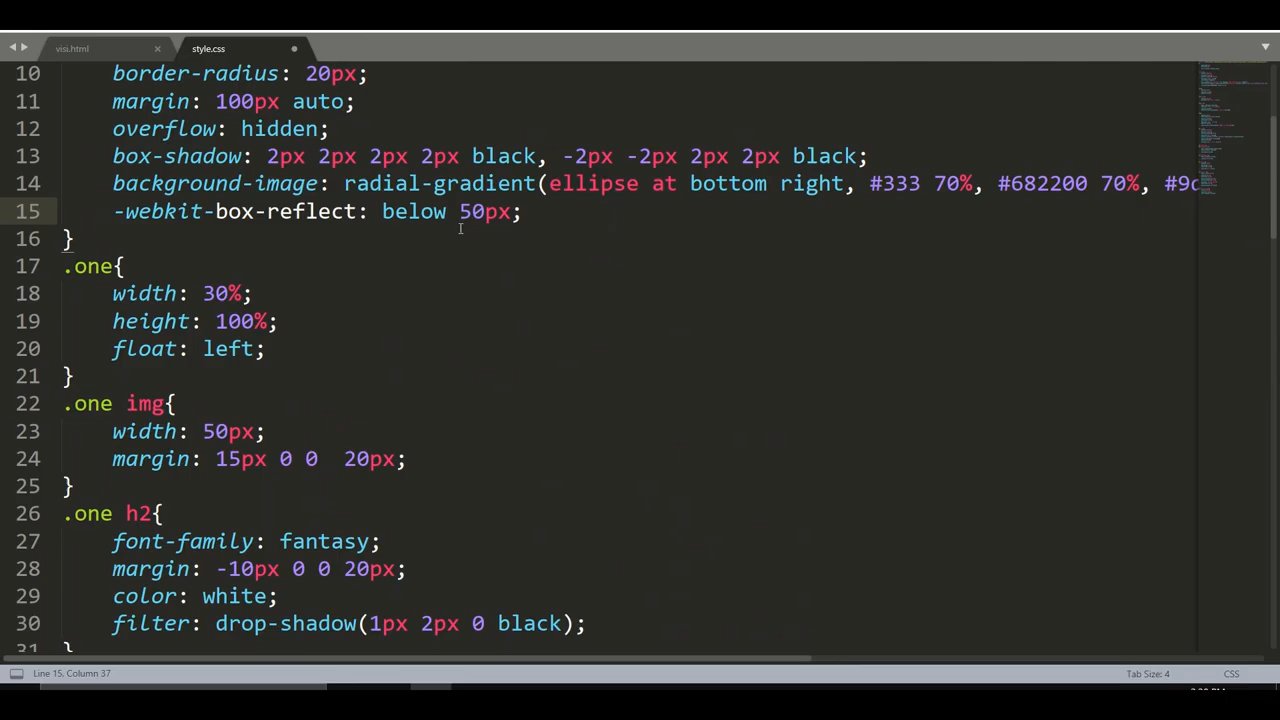 visi.html
style.css
10 border-radius: 20px;
11 margin: 100px auto;
12 overflow: hidden;
13 box-shadow: 2px 2px 2px 2px black, -2px -2px 2px 2px black;
14 background-image: radial-gradient(ellipse at bottom right, #333 70%, #682200 70%,
15 -webkit-box-reflect: below 50px;
16 }
17 .one{
18 width: 30%;
19 height: 100%;
20 float: left;
21 }
22 .one img{
23 width: 50px;
24 margin: 15px 0 0  20px;
25 }
26 .one h2{
27 font-family: fantasy;
28 margin: -10px 0 0 20px;
29 color: white;
30 filter: drop-shadow(1px 2px 0 black);
31 }
Line 15, Column 37
Tab Size: 4
CSS